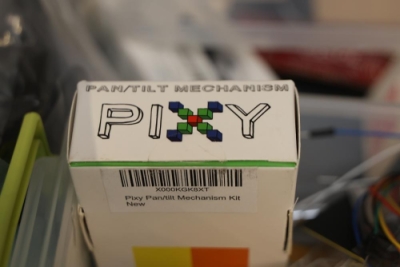 PAN/TILT MECHANISM
PIXY
X000KGK8XT
Pixy Pan/tilt Mechanism Kit
New